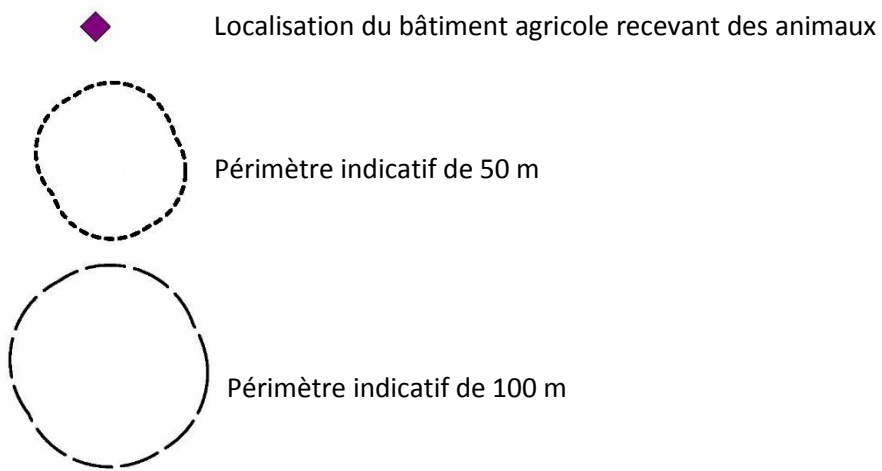 Localisation du bâtiment agricole recevant des animaux
Périmètre indicatif de 50 m
Périmètre indicatif de 100 m